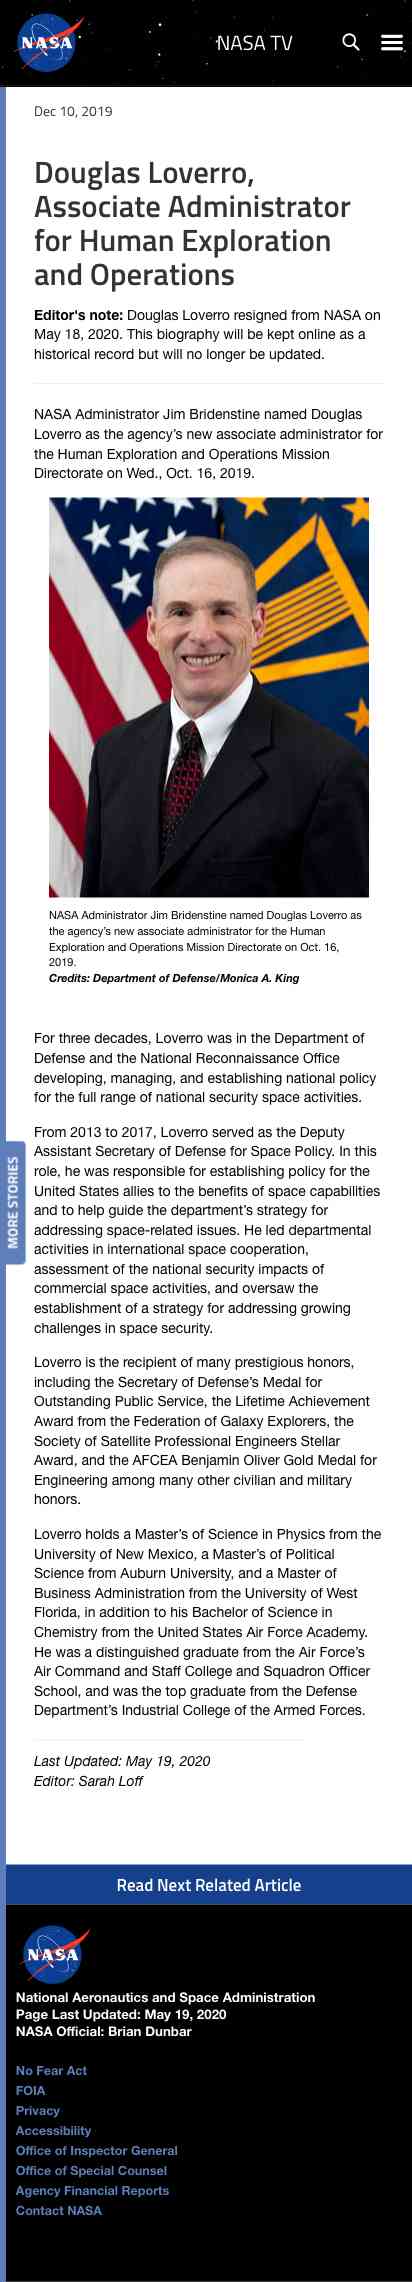 NASA
NASA TV
Dec 10, 2019
Douglas Loverro,
Associate Administrator
for Human Exploration
and Operations
Editor's note: Douglas Loverro resigned from NASA on
May 18, 2020. This biography will be kept online as a
historical record but will no longer be updated.
NASA Administrator Jim Bridenstine named Douglas
Loverro as the agency’s new associate administrator for
the Human Exploration and Operations Mission
Directorate on Wed., Oct. 16, 2019.
NASA Administrator Jim Bridenstine named Douglas Loverro as
the agency’s new associate administrator for the Human
Exploration and Operations Mission Directorate on Oct. 16,
2019.
Credits: Department of Defense/Monica A. King
For three decades, Loverro was in the Department of
Defense and the National Reconnaissance Office
developing, managing, and establishing national policy
for the full range of national security space activities.
From 2013 to 2017, Loverro served as the Deputy
Assistant Secretary of Defense for Space Policy. In this
role, he was responsible for establishing policy for the
United States allies to the benefits of space capabilities
and to help guide the department’s strategy for
addressing space-related issues. He led departmental
activities in international space cooperation,
assessment of the national security impacts of
commercial space activities, and oversaw the
establishment of a strategy for addressing growing
challenges in space security.
MORE STORIES
Loverro is the recipient of many prestigious honors,
including the Secretary of Defense’s Medal for
Outstanding Public Service, the Lifetime Achievement
Award from the Federation of Galaxy Explorers, the
Society of Satellite Professional Engineers Stellar
Award, and the AFCEA Benjamin Oliver Gold Medal for
Engineering among many other civilian and military
honors.
Loverro holds a Master’s of Science in Physics from the
University of New Mexico, a Master’s of Political
Science from Auburn University, and a Master of
Business Administration from the University of West
Florida, in addition to his Bachelor of Science in
Chemistry from the United States Air Force Academy.
He was a distinguished graduate from the Air Force’s
Air Command and Staff College and Squadron Officer
School, and was the top graduate from the Defense
Department’s Industrial College of the Armed Forces.
Last Updated: May 19, 2020
Editor: Sarah Loff
Read Next Related Article
NASA
National Aeronautics and Space Administration
Page Last Updated: May 19, 2020
NASA Official: Brian Dunbar
No Fear Act
FOIA
Privacy
Accessibility
Office of Inspector General
Office of Special Counsel
Agency Financial Reports
Contact NASA